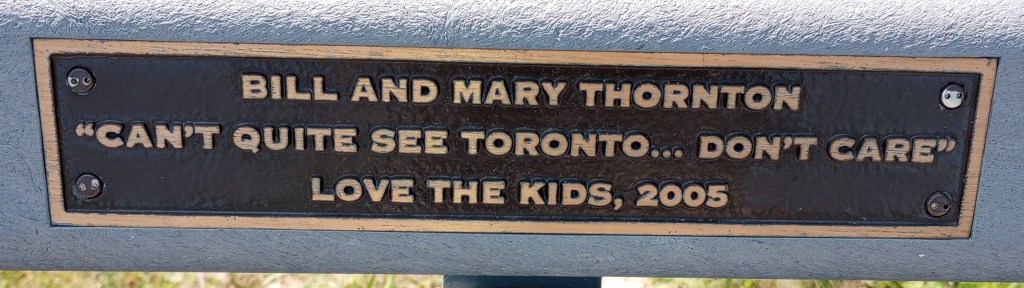 BILL AND MARY THORNTON
“CAN'T QUITE SEE TORONTO... DON'T CARE”
LOVE THE KIDS, 2005